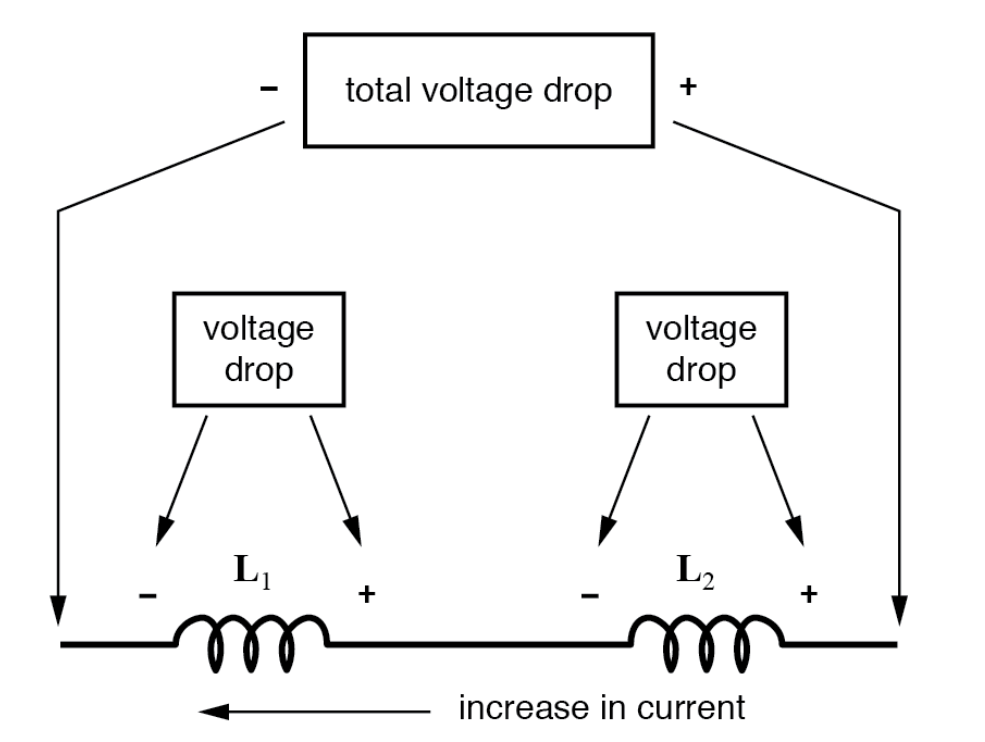 − total voltage drop +
voltage
drop
voltage
drop
− L₁ +
− L₂ +
increase in current